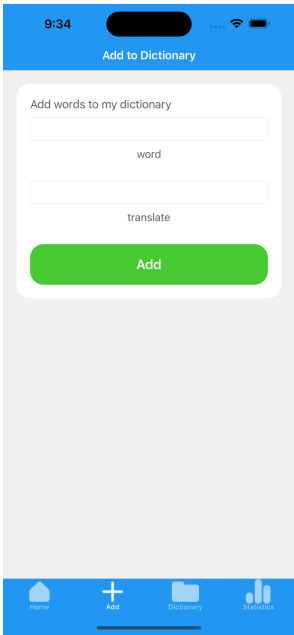 9:34
Add to Dictionary
Add words to my dictionary
word
translate
Add
Home Add Dictionary Statistics